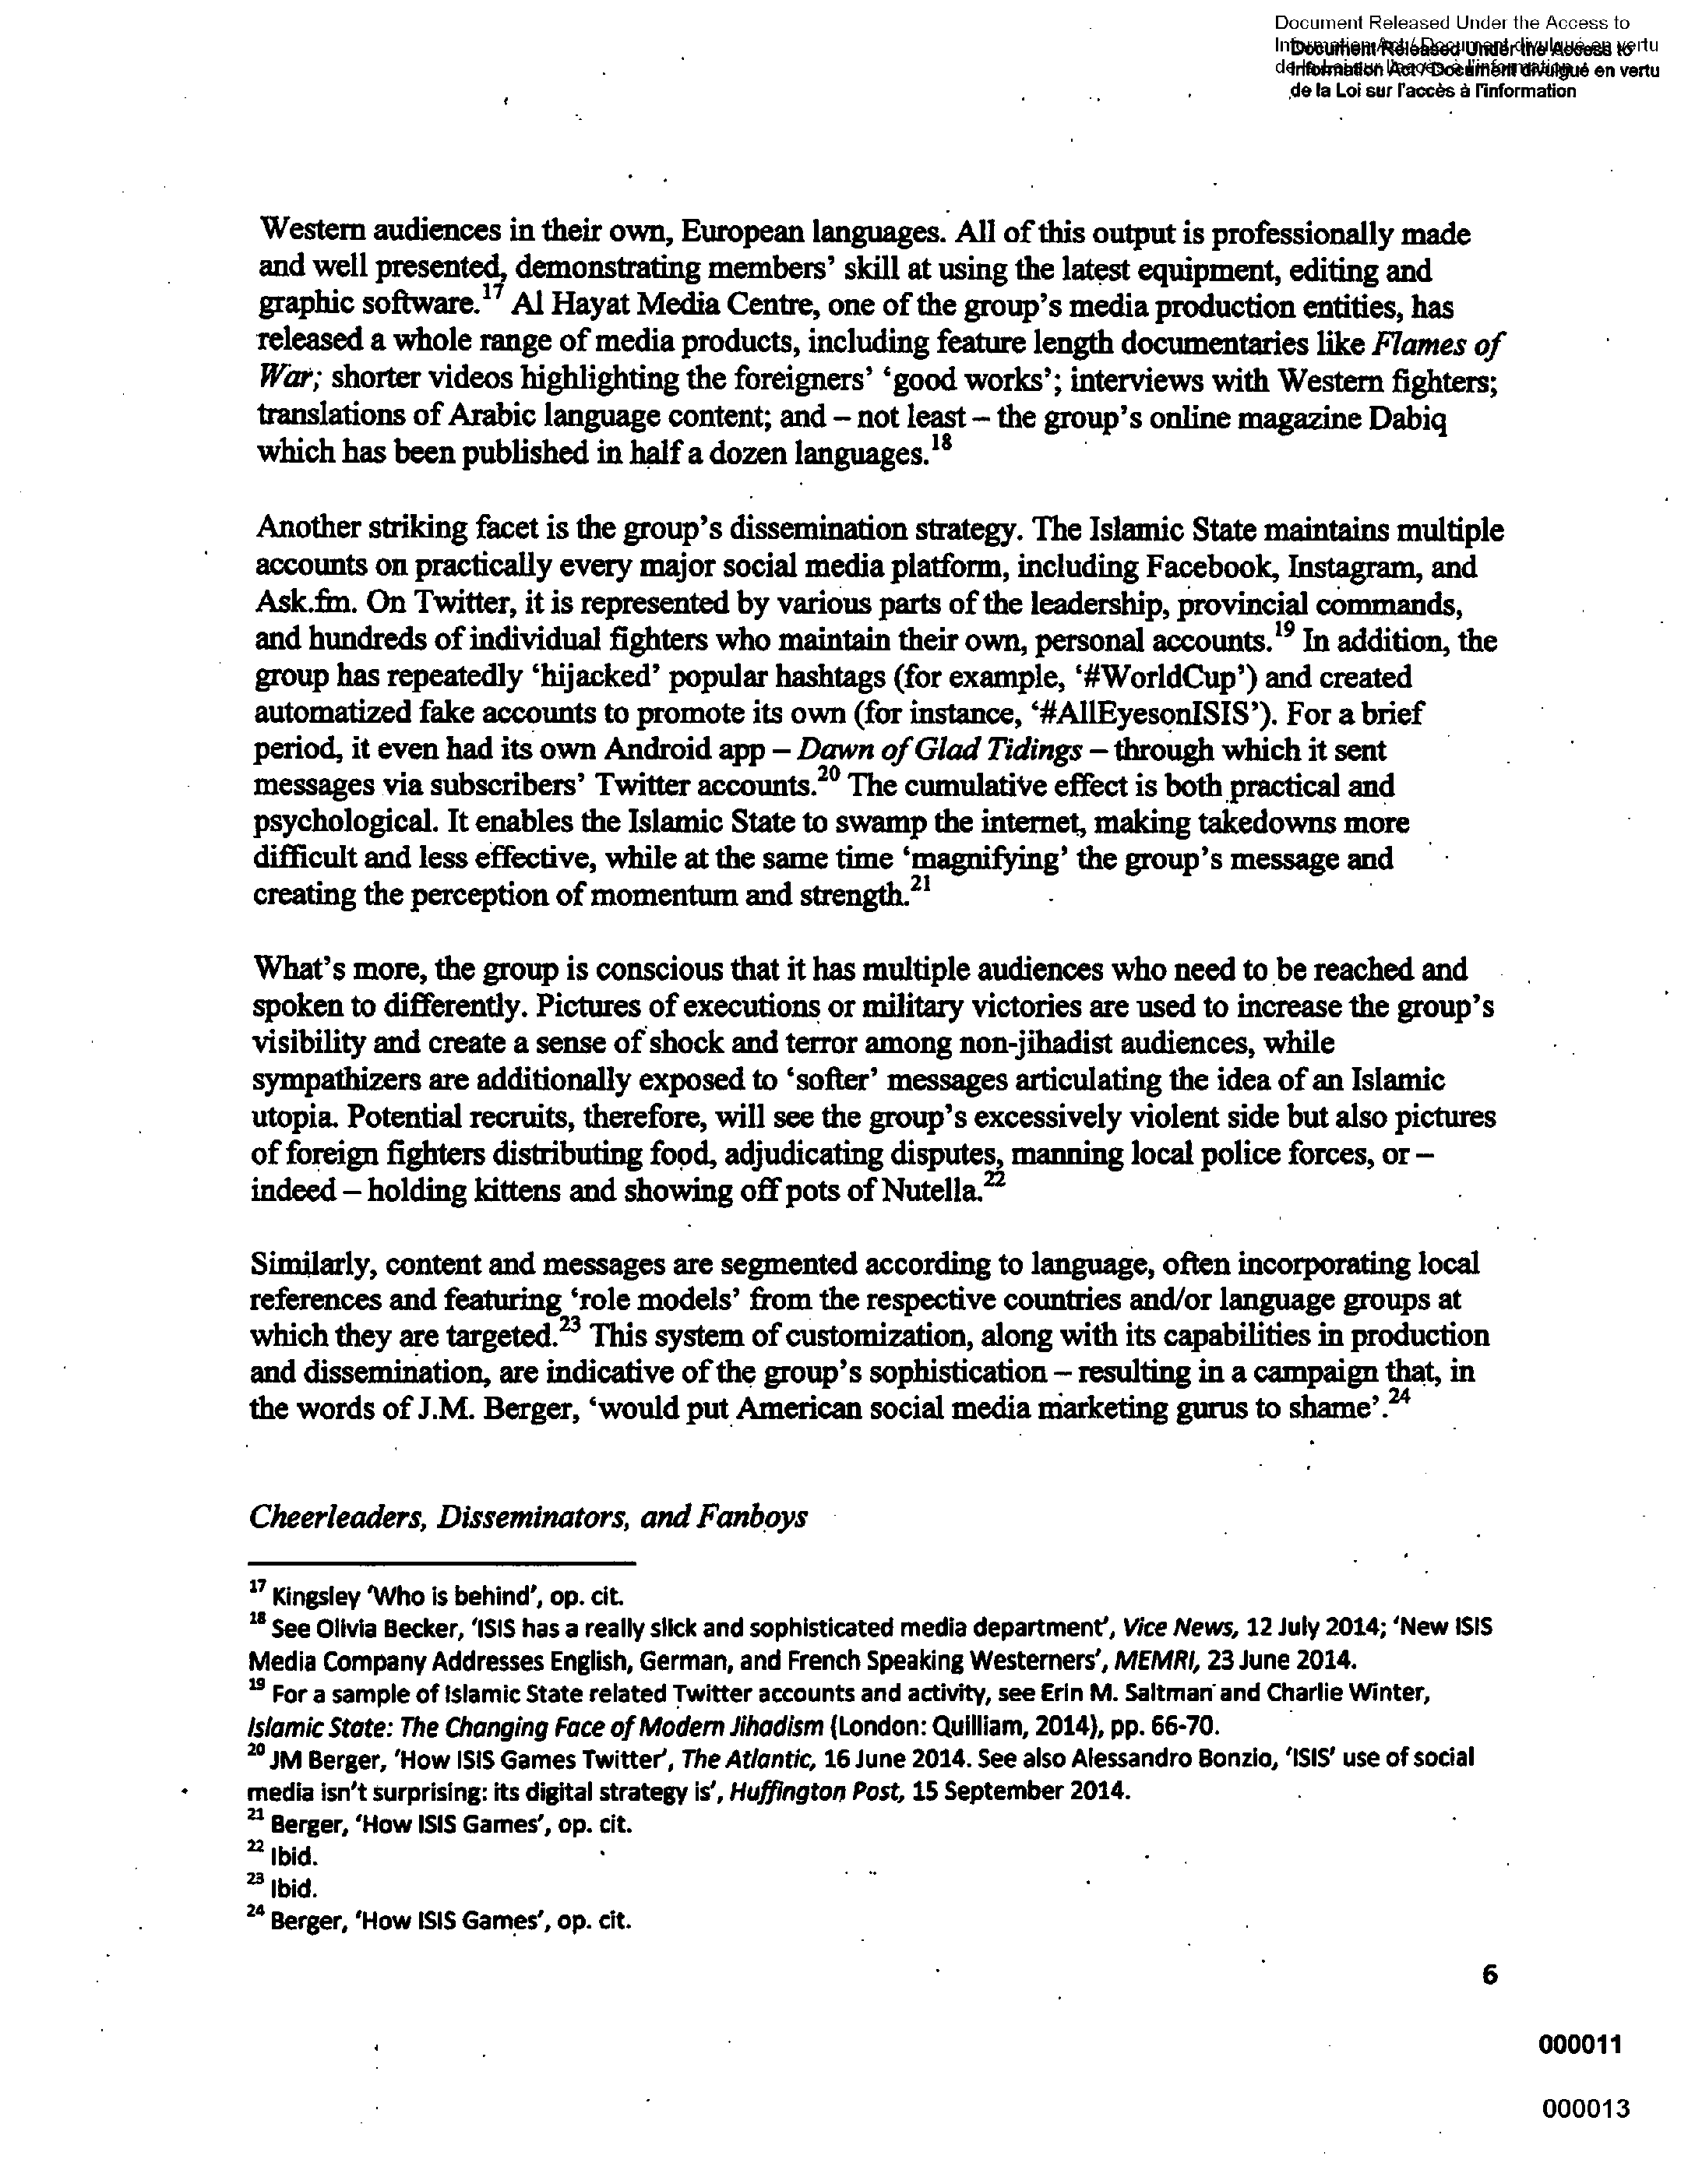 Document Released Under the Access to
Information Act / Document divulgué en vertu
de la Loi sur l'accès à l'information
Document Released Under the Access to
Information Act / Document divulgué en vertu
de la Loi sur l'accès à l'information
Western audiences in their own, European languages. All of this output is professionally made
and well presented, demonstrating members' skill at using the latest equipment, editing and
graphic software.17 Al Hayat Media Centre, one of the group's media production entities, has
released a whole range of media products, including feature length documentaries like Flames of
War; shorter videos highlighting the foreigners' 'good works'; interviews with Western fighters;
translations of Arabic language content; and – not least – the group's online magazine Dabiq
which has been published in half a dozen languages.18
Another striking facet is the group's dissemination strategy. The Islamic State maintains multiple
accounts on practically every major social media platform, including Facebook, Instagram, and
Ask.fm. On Twitter, it is represented by various parts of the leadership, provincial commands,
and hundreds of individual fighters who maintain their own, personal accounts.19 In addition, the
group has repeatedly 'hijacked' popular hashtags (for example, '#WorldCup') and created
automatized fake accounts to promote its own (for instance, '#AllEyesonISIS'). For a brief
period, it even had its own Android app – Dawn of Glad Tidings – through which it sent
messages via subscribers' Twitter accounts.20 The cumulative effect is both practical and
psychological. It enables the Islamic State to swamp the internet, making takedowns more
difficult and less effective, while at the same time 'magnifying' the group's message and
creating the perception of momentum and strength.21
What's more, the group is conscious that it has multiple audiences who need to be reached and
spoken to differently. Pictures of executions or military victories are used to increase the group's
visibility and create a sense of shock and terror among non-jihadist audiences, while
sympathizers are additionally exposed to 'softer' messages articulating the idea of an Islamic
utopia. Potential recruits, therefore, will see the group's excessively violent side but also pictures
of foreign fighters distributing food, adjudicating disputes, manning local police forces, or –
indeed – holding kittens and showing off pots of Nutella.22
Similarly, content and messages are segmented according to language, often incorporating local
references and featuring 'role models' from the respective countries and/or language groups at
which they are targeted.23 This system of customization, along with its capabilities in production
and dissemination, are indicative of the group's sophistication – resulting in a campaign that, in
the words of J.M. Berger, 'would put American social media marketing gurus to shame'.24
Cheerleaders, Disseminators, and Fanboys
17 Kingsley 'Who is behind', op. cit.
18 See Olivia Becker, 'ISIS has a really slick and sophisticated media department', Vice News, 12 July 2014; 'New ISIS
Media Company Addresses English, German, and French Speaking Westerners', MEMRI, 23 June 2014.
19 For a sample of Islamic State related Twitter accounts and activity, see Erin M. Saltman and Charlie Winter,
Islamic State: The Changing Face of Modern Jihadism (London: Quilliam, 2014), pp. 66-70.
20 JM Berger, 'How ISIS Games Twitter', The Atlantic, 16 June 2014. See also Alessandro Bonzio, 'ISIS' use of social
media isn't surprising: its digital strategy is', Huffington Post, 15 September 2014.
21 Berger, 'How ISIS Games', op. cit.
22 Ibid.
23 Ibid.
24 Berger, 'How ISIS Games', op. cit.
6
000011
000013